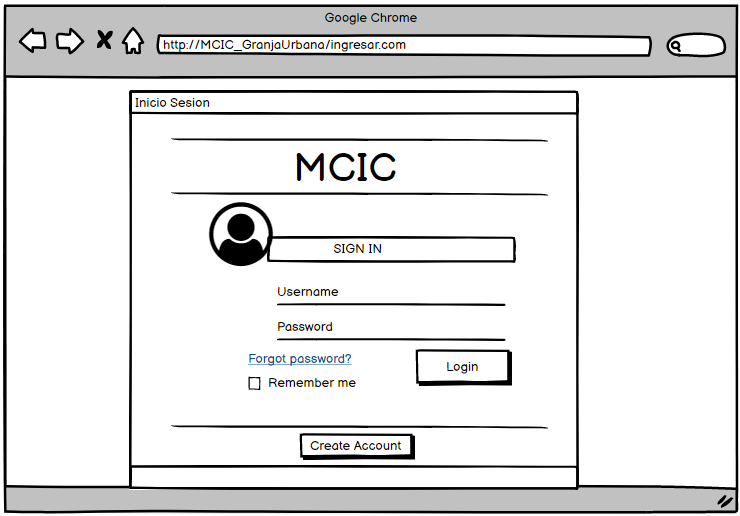 Google Chrome
http://MCIC_GranjaUrbana/ingresar.com
Inicio Sesion
MCIC
SIGN IN
Username
Password
Forgot password?
Login
Remember me
Create Account